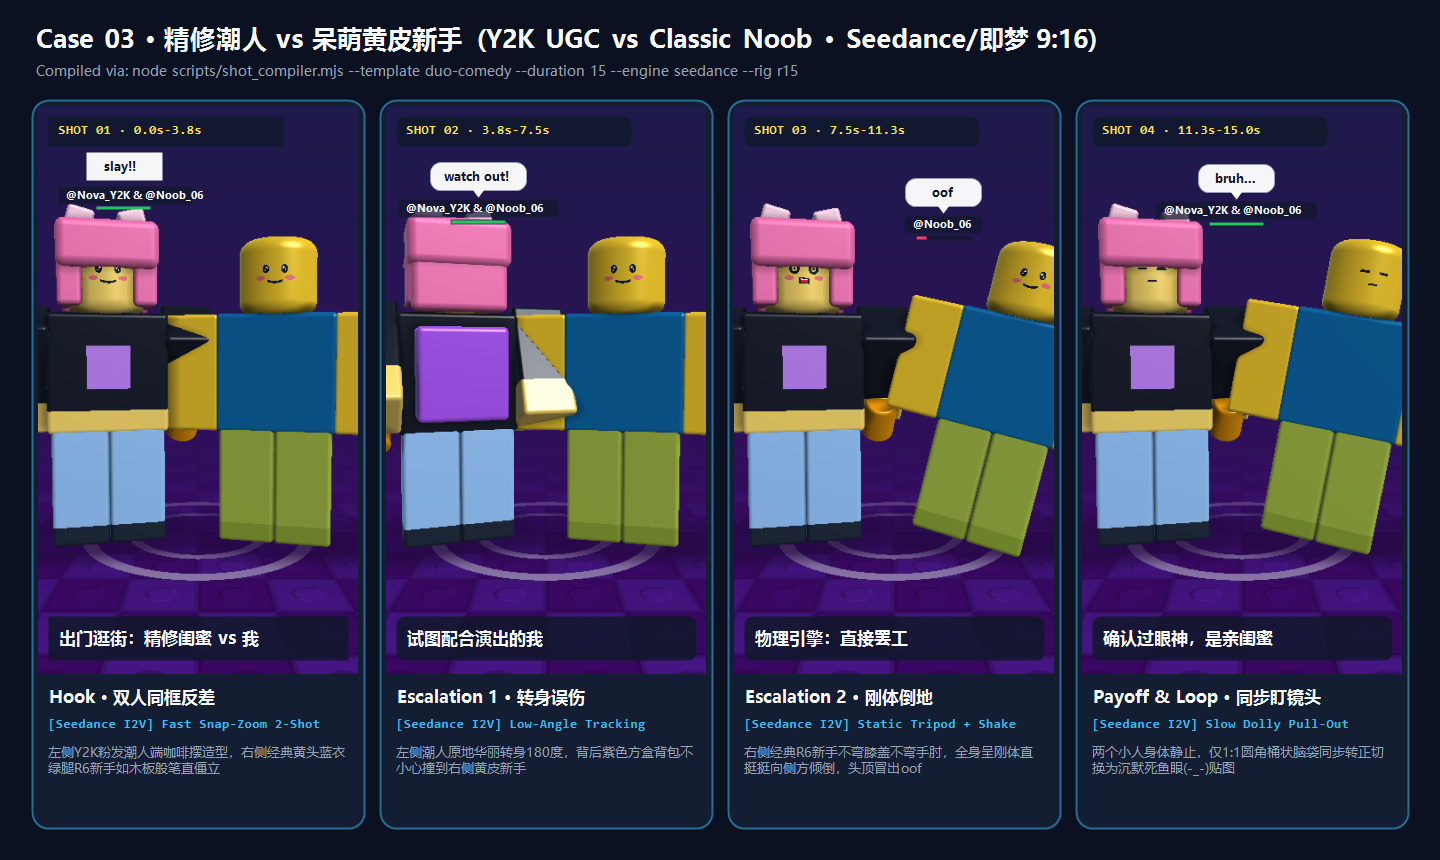 Case 03 • 精修潮人 vs 呆萌黄皮新手 (Y2K UGC vs Classic Noob • Seedance/即梦 9:16)
Compiled via: node scripts/shot_compiler.mjs --template duo-comedy --duration 15 --engine seedance --rig r15
SHOT 01 · 0.0s-3.8s
slay!!
@Nova_Y2K & @Noob_06
出门逛街：精修闺蜜 vs 我
Hook • 双人同框反差
[Seedance I2V] Fast Snap-Zoom 2-Shot
左侧Y2K粉发潮人端咖啡摆造型，右侧经典黄头蓝衣
绿腿R6新手如木板般笔直僵立
SHOT 02 · 3.8s-7.5s
watch out!
@Nova_Y2K & @Noob_06
试图配合演出的我
Escalation 1 • 转身误伤
[Seedance I2V] Low-Angle Tracking
左侧潮人原地华丽转身180度，背后紫色方盒背包不
小心撞到右侧黄皮新手
SHOT 03 · 7.5s-11.3s
oof
@Noob_06
物理引擎：直接罢工
Escalation 2 • 刚体倒地
[Seedance I2V] Static Tripod + Shake
右侧经典R6新手不弯膝盖不弯手肘，全身呈刚体直
挺挺向侧方倾倒，头顶冒出oof
SHOT 04 · 11.3s-15.0s
bruh...
@Nova_Y2K & @Noob_06
确认过眼神，是亲闺蜜
Payoff & Loop • 同步盯镜头
[Seedance I2V] Slow Dolly Pull-Out
两个小人身体静止，仅1:1圆角桶状脑袋同步转正切
换为沉默死鱼眼(-_-)贴图